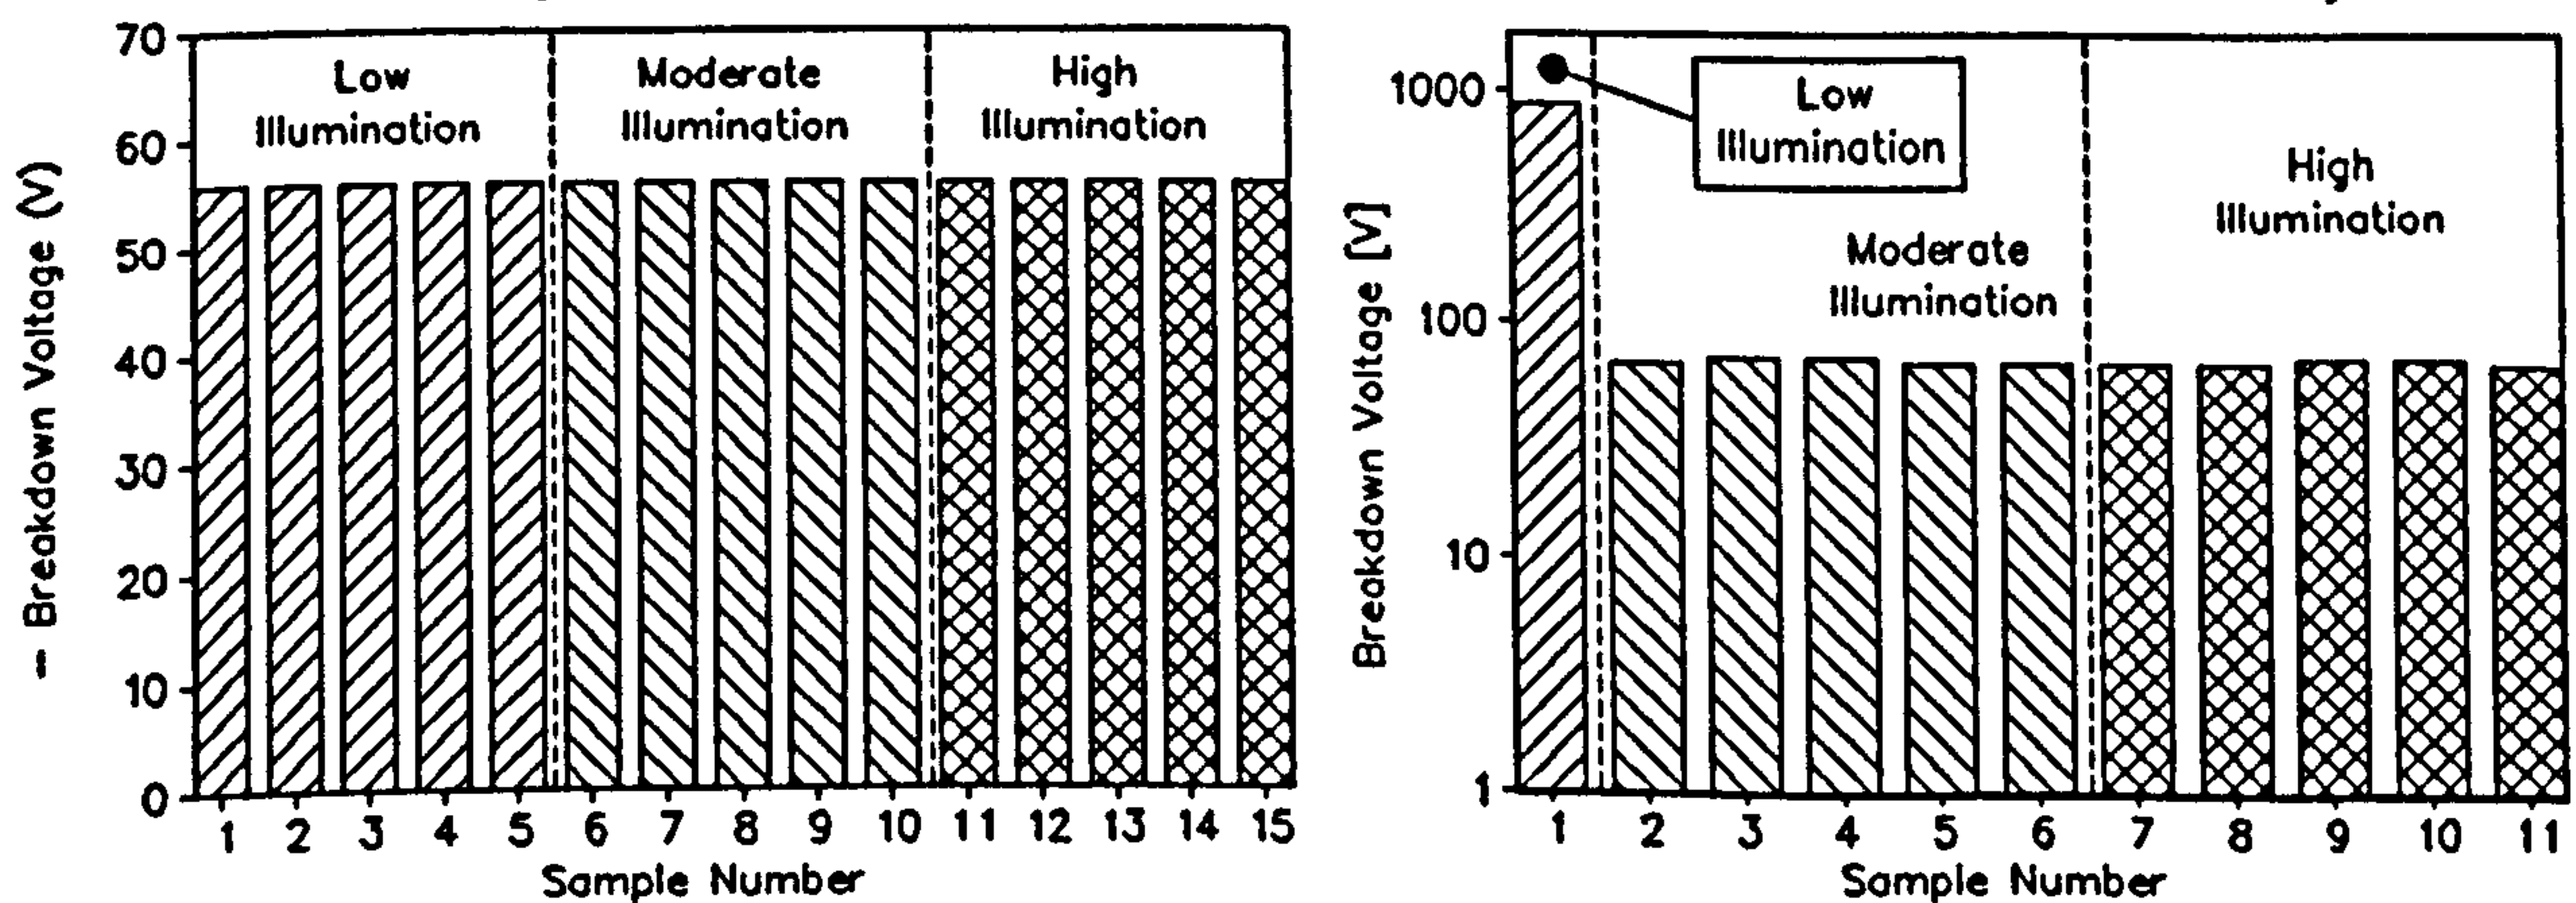 70
60
50
40
30
20
10
0
– Breakdown Voltage (V)
Low
Illumination
Moderate
Illumination
High
Illumination
1 2 3 4 5 6 7 8 9 10 11 12 13 14 15
Sample Number
1000
100
10
1
Breakdown Voltage [V]
Low
Illumination
Moderate
Illumination
High
Illumination
1 2 3 4 5 6 7 8 9 10 11
Sample Number